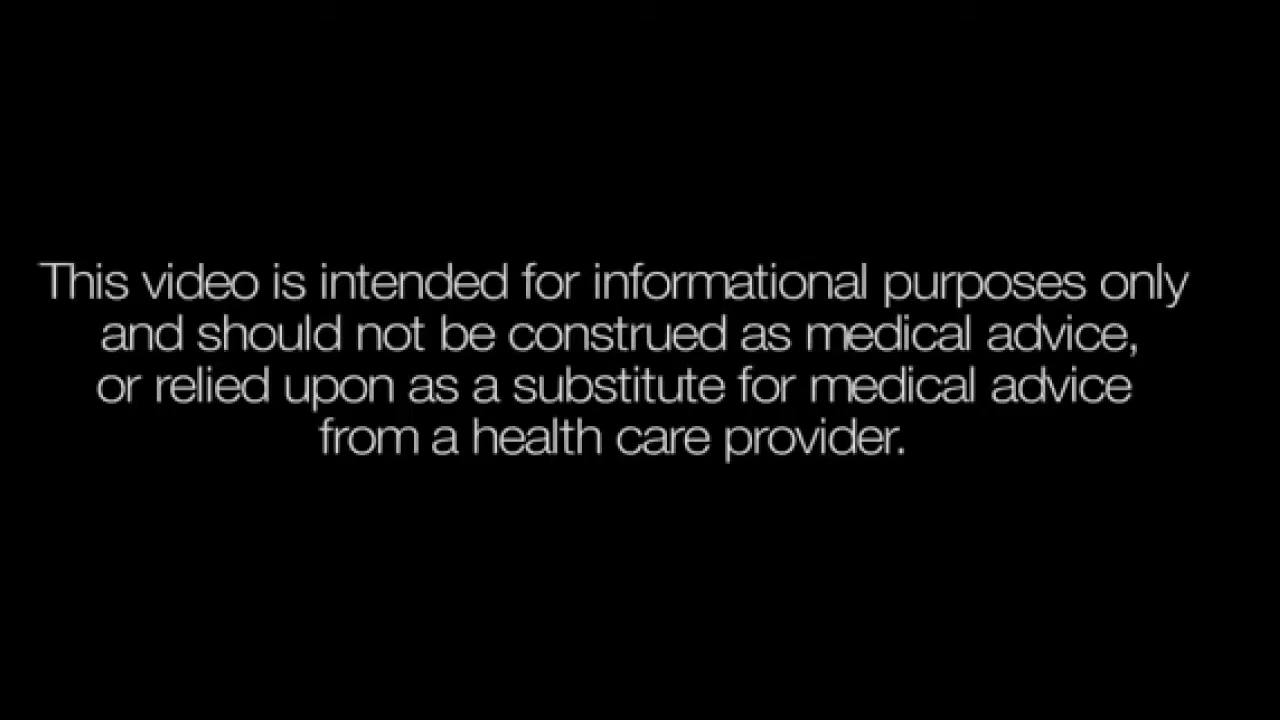 This video is intended for informational purposes only
and should not be construed as medical advice,
or relied upon as a substitute for medical advice
from a health care provider.